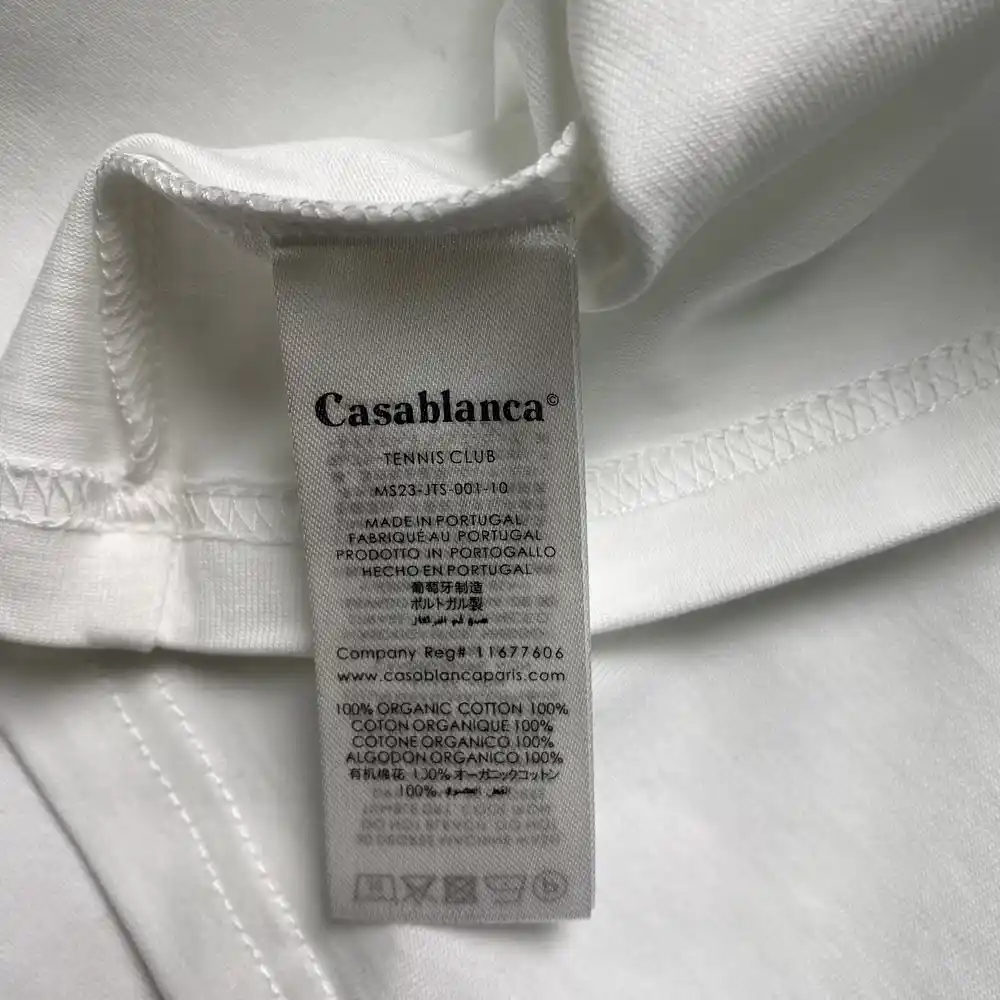 Casablanca©
TENNIS CLUB
MS23-JTS-001-10
MADE IN PORTUGAL
FABRIQUÉ AU PORTUGAL
PRODOTTO IN PORTOGALLO
HECHO EN PORTUGAL
葡萄牙制造
ポルトガル製
Company Reg# 11677606
www.casablancaparis.com
100% ORGANIC COTTON 100%
COTON ORGANIQUE 100%
COTONE ORGANICO 100%
ALGODON ORGANICO 100%
有机棉花 100% オーガニックコットン
100%